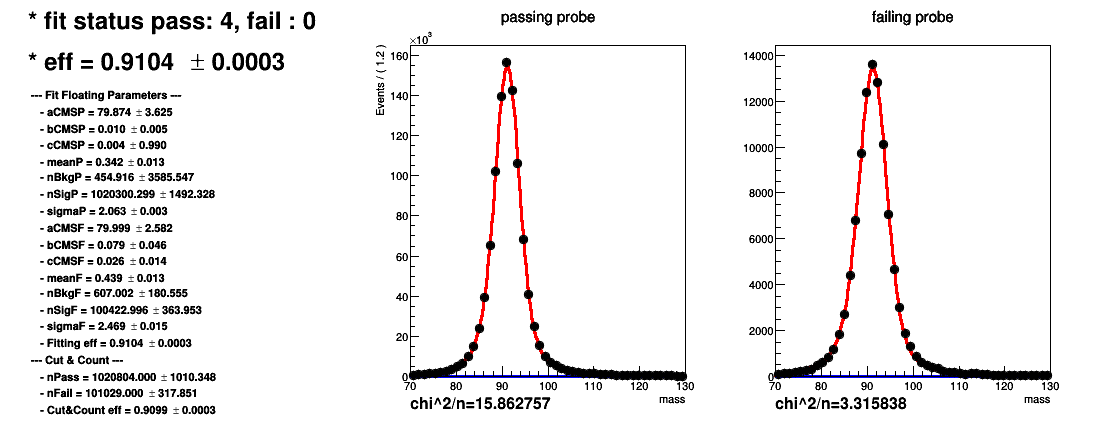 * fit status pass: 4, fail : 0
* eff = 0.9104 ± 0.0003
--- Fit Floating Parameters ---
- aCMSP = 79.874 ± 3.625
- bCMSP = 0.010 ± 0.005
- cCMSP = 0.004 ± 0.990
- meanP = 0.342 ± 0.013
- nBkgP = 454.916 ± 3585.547
- nSigP = 1020300.299 ± 1492.328
- sigmaP = 2.063 ± 0.003
- aCMSF = 79.999 ± 2.582
- bCMSF = 0.079 ± 0.046
- cCMSF = 0.026 ± 0.014
- meanF = 0.439 ± 0.013
- nBkgF = 607.002 ± 180.555
- nSigF = 100422.996 ± 363.953
- sigmaF = 2.469 ± 0.015
- Fitting eff = 0.9104 ± 0.0003
--- Cut & Count ---
- nPass = 1020804.000 ± 1010.348
- nFail = 101029.000 ± 317.851
- Cut&Count eff = 0.9099 ± 0.0003
passing probe
×10³
Events / ( 1.2 )
160
140
120
100
80
60
40
20
0
70 80 90 100 110 120 130
mass
chi^2/n=15.862757
failing probe
14000
12000
10000
8000
6000
4000
2000
0
70 80 90 100 110 120 130
mass
chi^2/n=3.315838